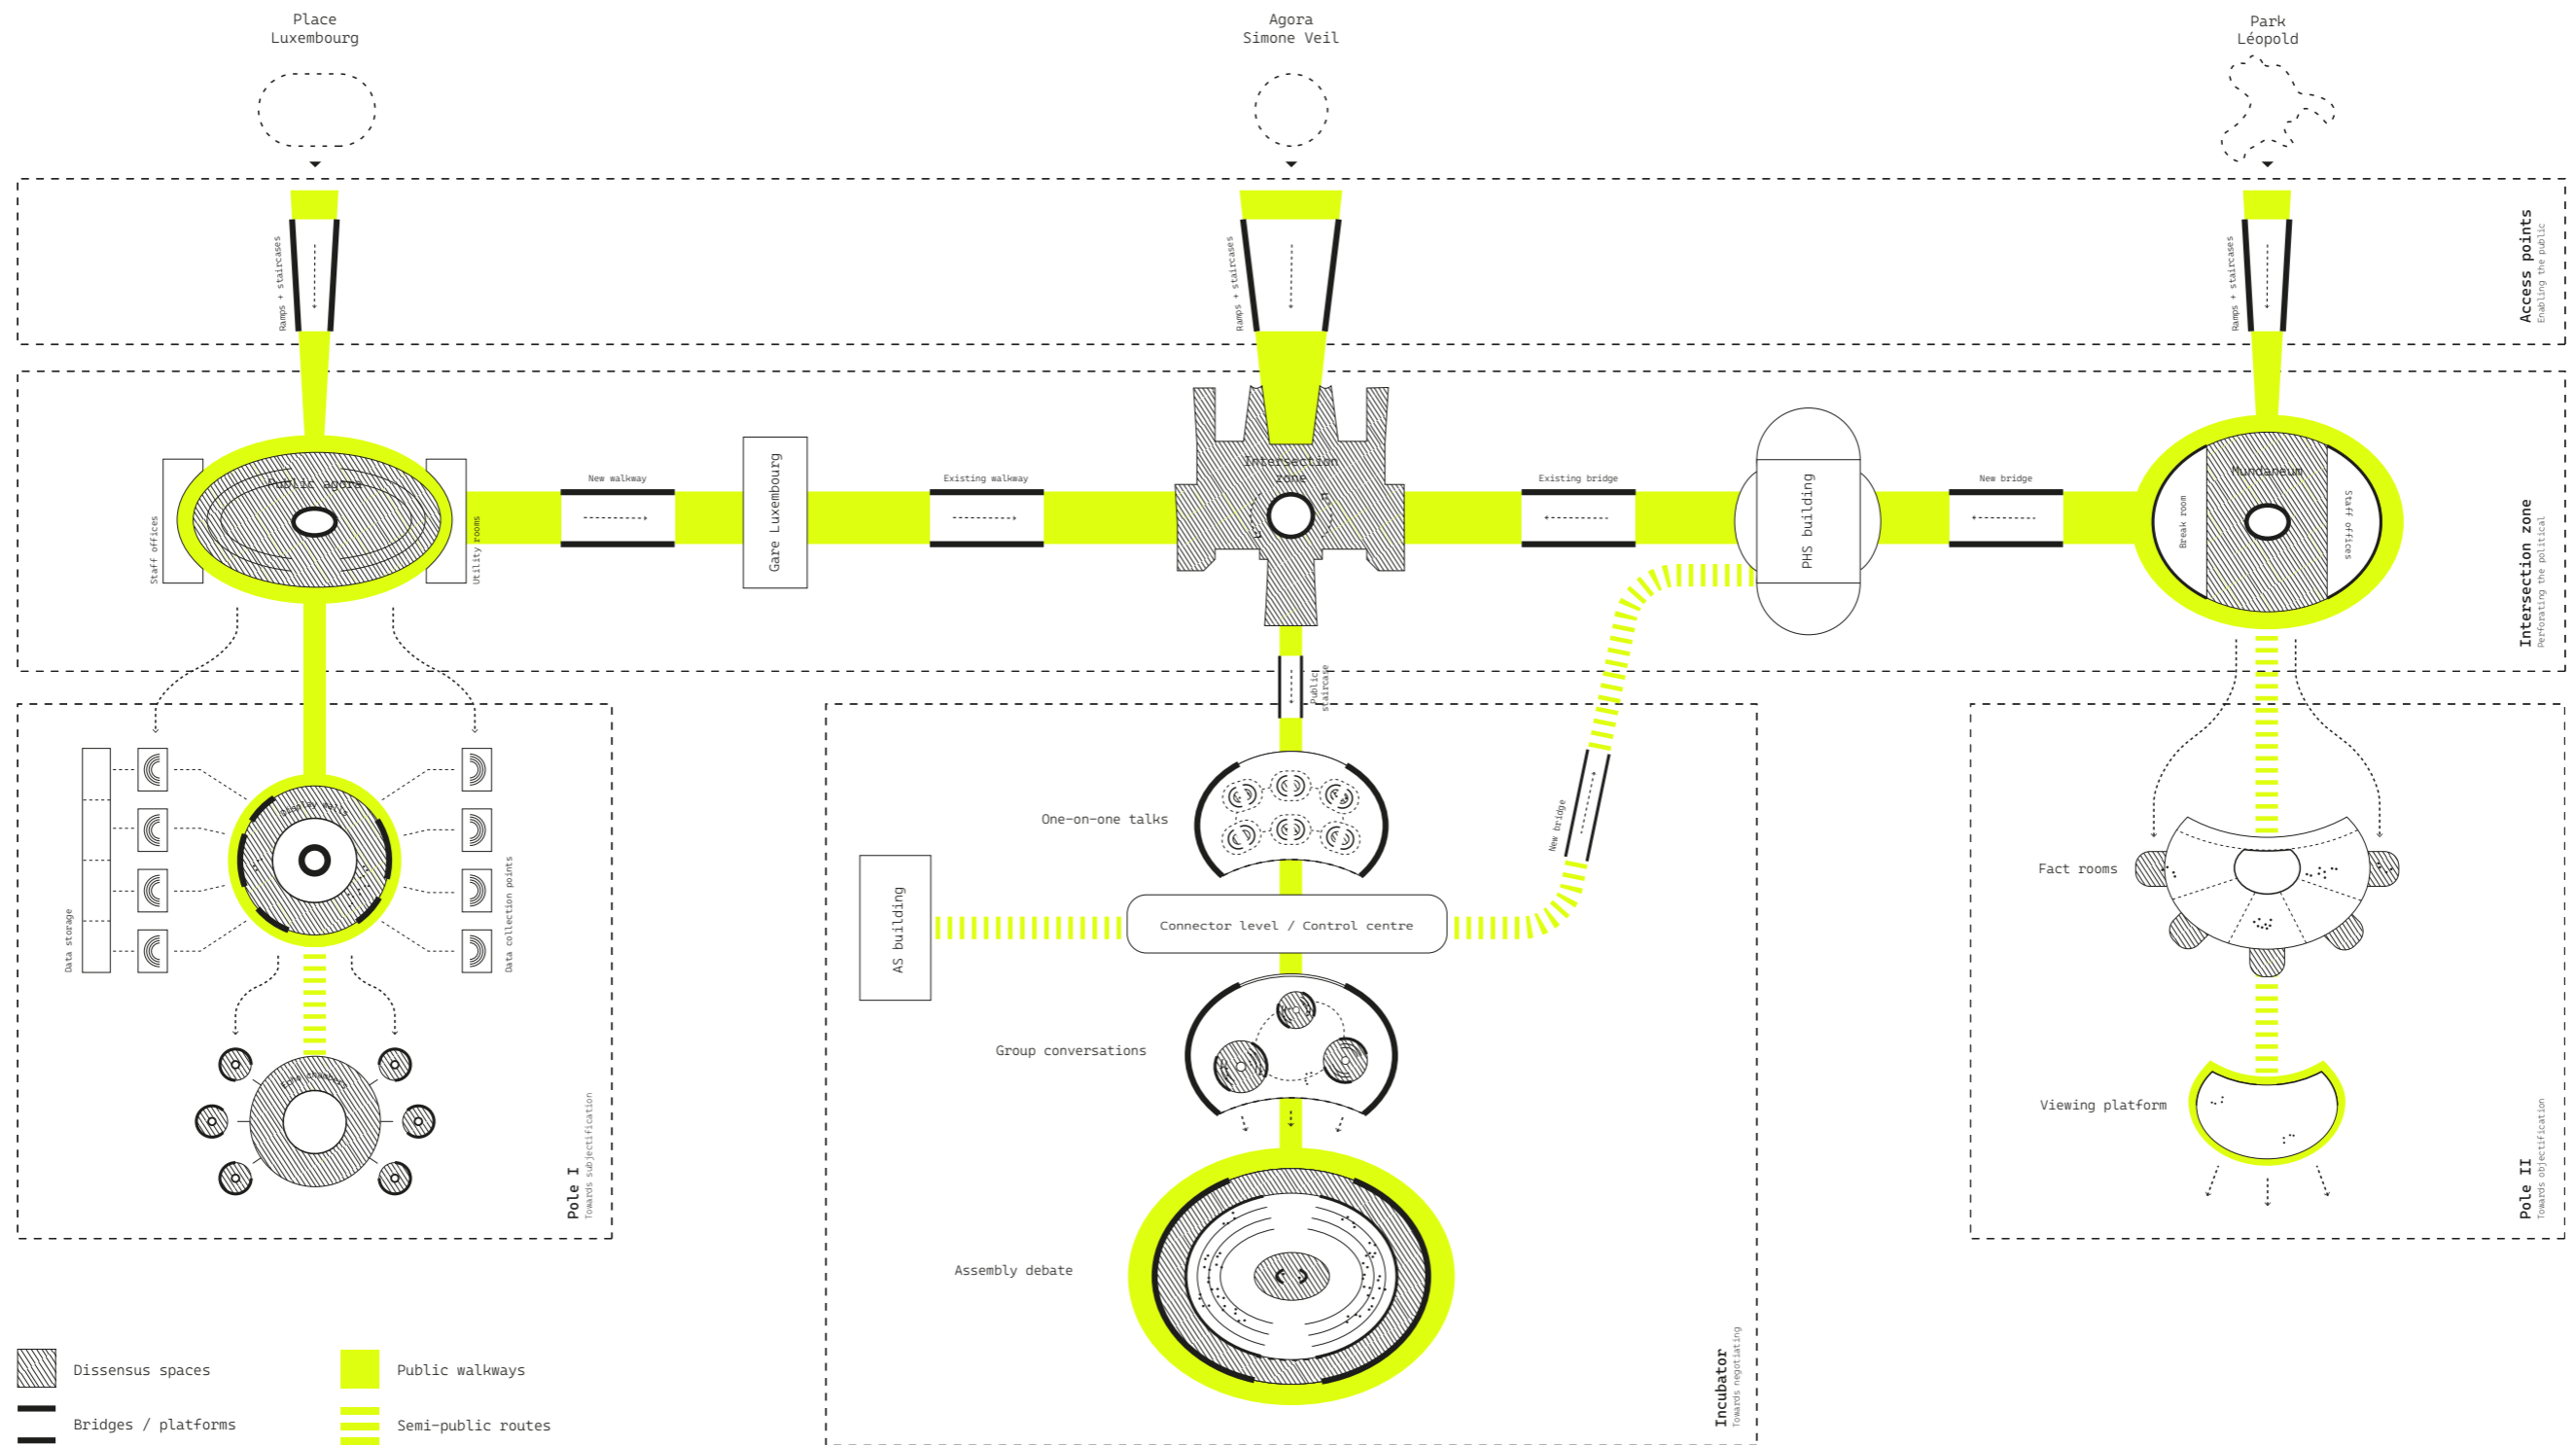 Place
Luxembourg
Agora
Simone Veil
Park
Léopold
Ramps + staircases
Ramps + staircases
Ramps + staircases
Access points
Enabling the public
Staff offices
Public agora
Utility rooms
New walkway
Gare Luxembourg
Existing walkway
Intersection
zone
Existing bridge
PHS building
New bridge
Break room
Mundaneum
Staff offices
Intersection zone
Perforating the political
Public
staircase
Data storage
Display walls
Data collection points
Echo chambers
Pole I
Towards subjectification
One-on-one talks
New bridge
AS building
Connector level / Control centre
Group conversations
Assembly debate
Incubator
Towards negotiating
Fact rooms
Viewing platform
Pole II
Towards objectification
Dissensus spaces
Public walkways
Bridges / platforms
Semi-public routes